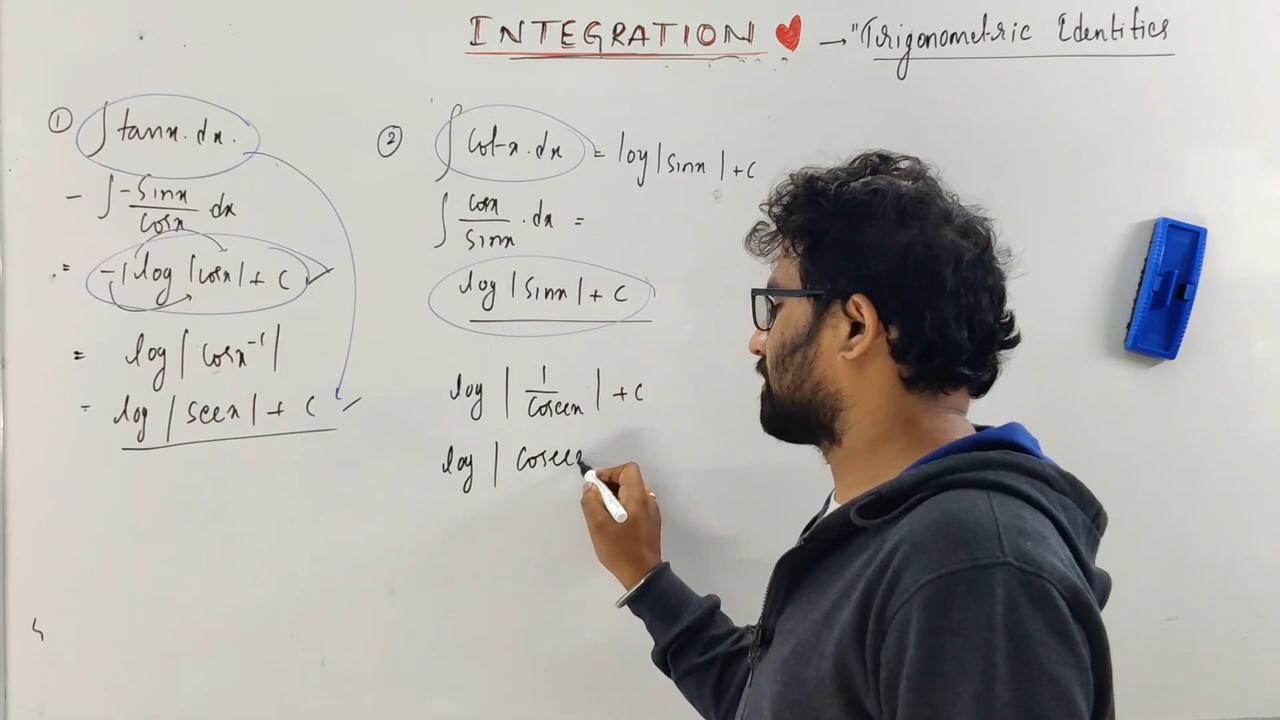 INTEGRATION ❤ → "Trigonometric Identities
① ∫ tanx. dx.
- ∫ -sinx/cosx dx
= -1 log |cosx| + C
= log | cosx⁻¹ |
= log | secx | + C
② ∫ cot x. dx = log | sinx | + C
∫ cosx/sinx . dx =
log | sinx | + C
log | 1/cosecx | + C
log | cosecx